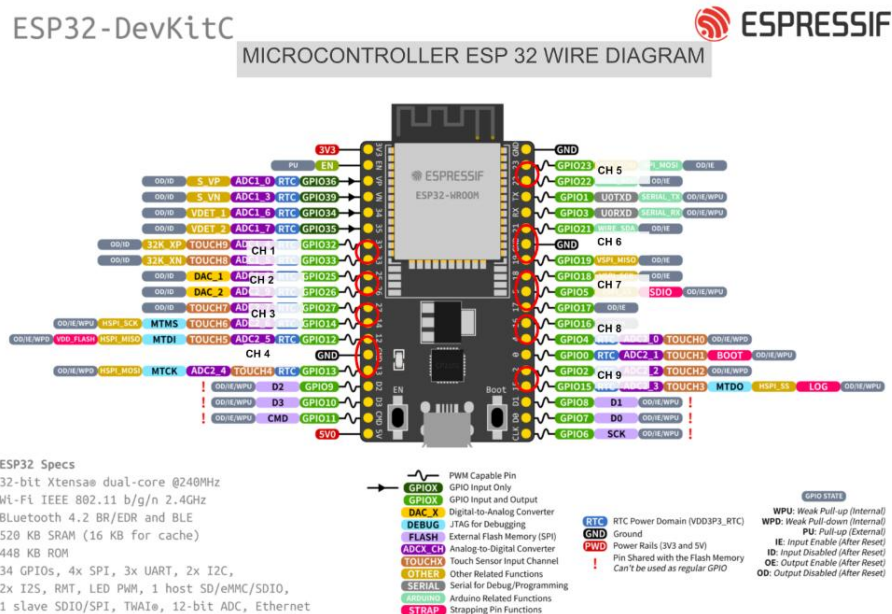 ESP32-DevKitC
ESPRESSIF
MICROCONTROLLER ESP 32 WIRE DIAGRAM
3V3
GND
PU EN
GPIO23 CH 5 PI_MOSI OD/IE
OD/ID S_VP ADC1_0 RTC GPIO36
GPIO22 OD/IE
OD/ID S_VN ADC1_3 RTC GPIO39
GPIO1 U0TXD SERIAL_TX OD/IE/WPU
OD/ID VDET_1 ADC1_6 RTC GPIO34
GPIO3 U0RXD SERIAL_RX OD/IE/WPU
OD/ID VDET_2 ADC1_7 RTC GPIO35
GPIO21 WIRE_SDA OD/IE
OD/ID 32K_XP TOUCH9 CH 1 GPIO32
GND CH 6
OD/ID 32K_XN TOUCH8 GPIO33
GPIO19 VSPI_MISO OD/IE
OD/ID DAC_1 CH 2 GPIO25
GPIO18 OD/IE
OD/ID DAC_2 GPIO26
GPIO5 CH 7 SDIO OD/IE/WPU
OD/ID TOUCH7 CH 3 GPIO27
GPIO17 OD/IE
OD/IE/WPU HSPI_SCK MTMS TOUCH6 GPIO14
GPIO16 CH 8
OD/IE/WPD VDD_FLASH HSPI_MISO MTDI TOUCH5 ADC2_5 RTC GPIO12
GPIO4 RTC TOUCH0 OD/IE/WPD
CH 4 GND
GPIO0 RTC ADC2_1 TOUCH1 BOOT OD/IE/WPU
OD/IE/WPD HSPI_MOSI MTCK ADC2_4 TOUCH4 RTC GPIO13
GPIO2 CH 9 TOUCH2 OD/IE/WPD
! OD/IE/WPU D2 GPIO9
GPIO15 TOUCH3 MTDO HSPI_SS LOG OD/IE/WPU
! OD/IE/WPU D3 GPIO10
GPIO8 D1 OD/IE/WPU !
! OD/IE/WPU CMD GPIO11
GPIO7 D0 OD/IE/WPU !
5V0
GPIO6 SCK OD/IE/WPU !
ESPRESSIF
ESP32-WROOM
EN
Boot
ESP32 Specs
32-bit Xtensa® dual-core @240MHz
Wi-Fi IEEE 802.11 b/g/n 2.4GHz
BLuetooth 4.2 BR/EDR and BLE
520 KB SRAM (16 KB for cache)
448 KB ROM
34 GPIOs, 4x SPI, 3x UART, 2x I2C,
2x I2S, RMT, LED PWM, 1 host SD/eMMC/SDIO,
1 slave SDIO/SPI, TWAI®, 12-bit ADC, Ethernet
PWM Capable Pin
GPIOX GPIO Input Only
GPIOX GPIO Input and Output
DAC_X Digital-to-Analog Converter
DEBUG JTAG for Debugging
FLASH External Flash Memory (SPI)
ADCX_CH Analog-to-Digital Converter
TOUCHX Touch Sensor Input Channel
OTHER Other Related Functions
SERIAL Serial for Debug/Programming
ARDUINO Arduino Related Functions
STRAP Strapping Pin Functions
RTC RTC Power Domain (VDD3P3_RTC)
GND Ground
PWD Power Rails (3V3 and 5V)
! Pin Shared with the Flash Memory
Can't be used as regular GPIO
GPIO STATE
WPU: Weak Pull-up (Internal)
WPD: Weak Pull-down (Internal)
PU: Pull-up (External)
IE: Input Enable (After Reset)
ID: Input Disabled (After Reset)
OE: Output Enable (After Reset)
OD: Output Disabled (After Reset)